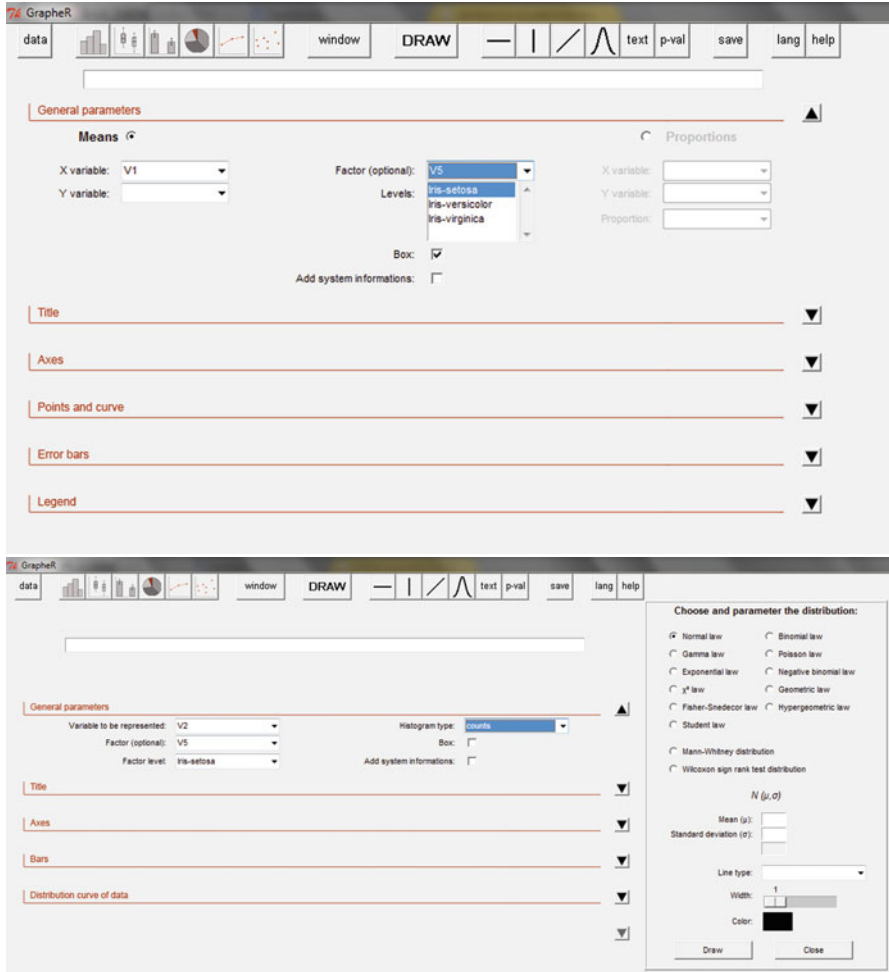 GrapheR
data window DRAW text p-val save lang help
General parameters
Means Proportions
X variable: V1 Factor (optional): V5 X variable:
Y variable: Levels: Iris-setosa Y variable:
Iris-versicolor
Iris-virginica Proportion:
Box:
Add system informations:
Title
Axes
Points and curve
Error bars
Legend
GrapheR
data window DRAW text p-val save lang help
General parameters
Variable to be represented: V2 Histogram type: counts
Factor (optional): V5 Box:
Factor level: Iris-setosa Add system informations:
Title
Axes
Bars
Distribution curve of data
Choose and parameter the distribution:
Normal law Binomial law
Gamma law Poisson law
Exponential law Negative binomial law
χ² law Geometric law
Fisher-Snedecor law Hypergeometric law
Student law
Mann-Whitney distribution
Wilcoxon sign rank test distribution
N (μ,σ)
Mean (μ):
Standard deviation (σ):
Line type:
1
Width:
Color:
Draw Close